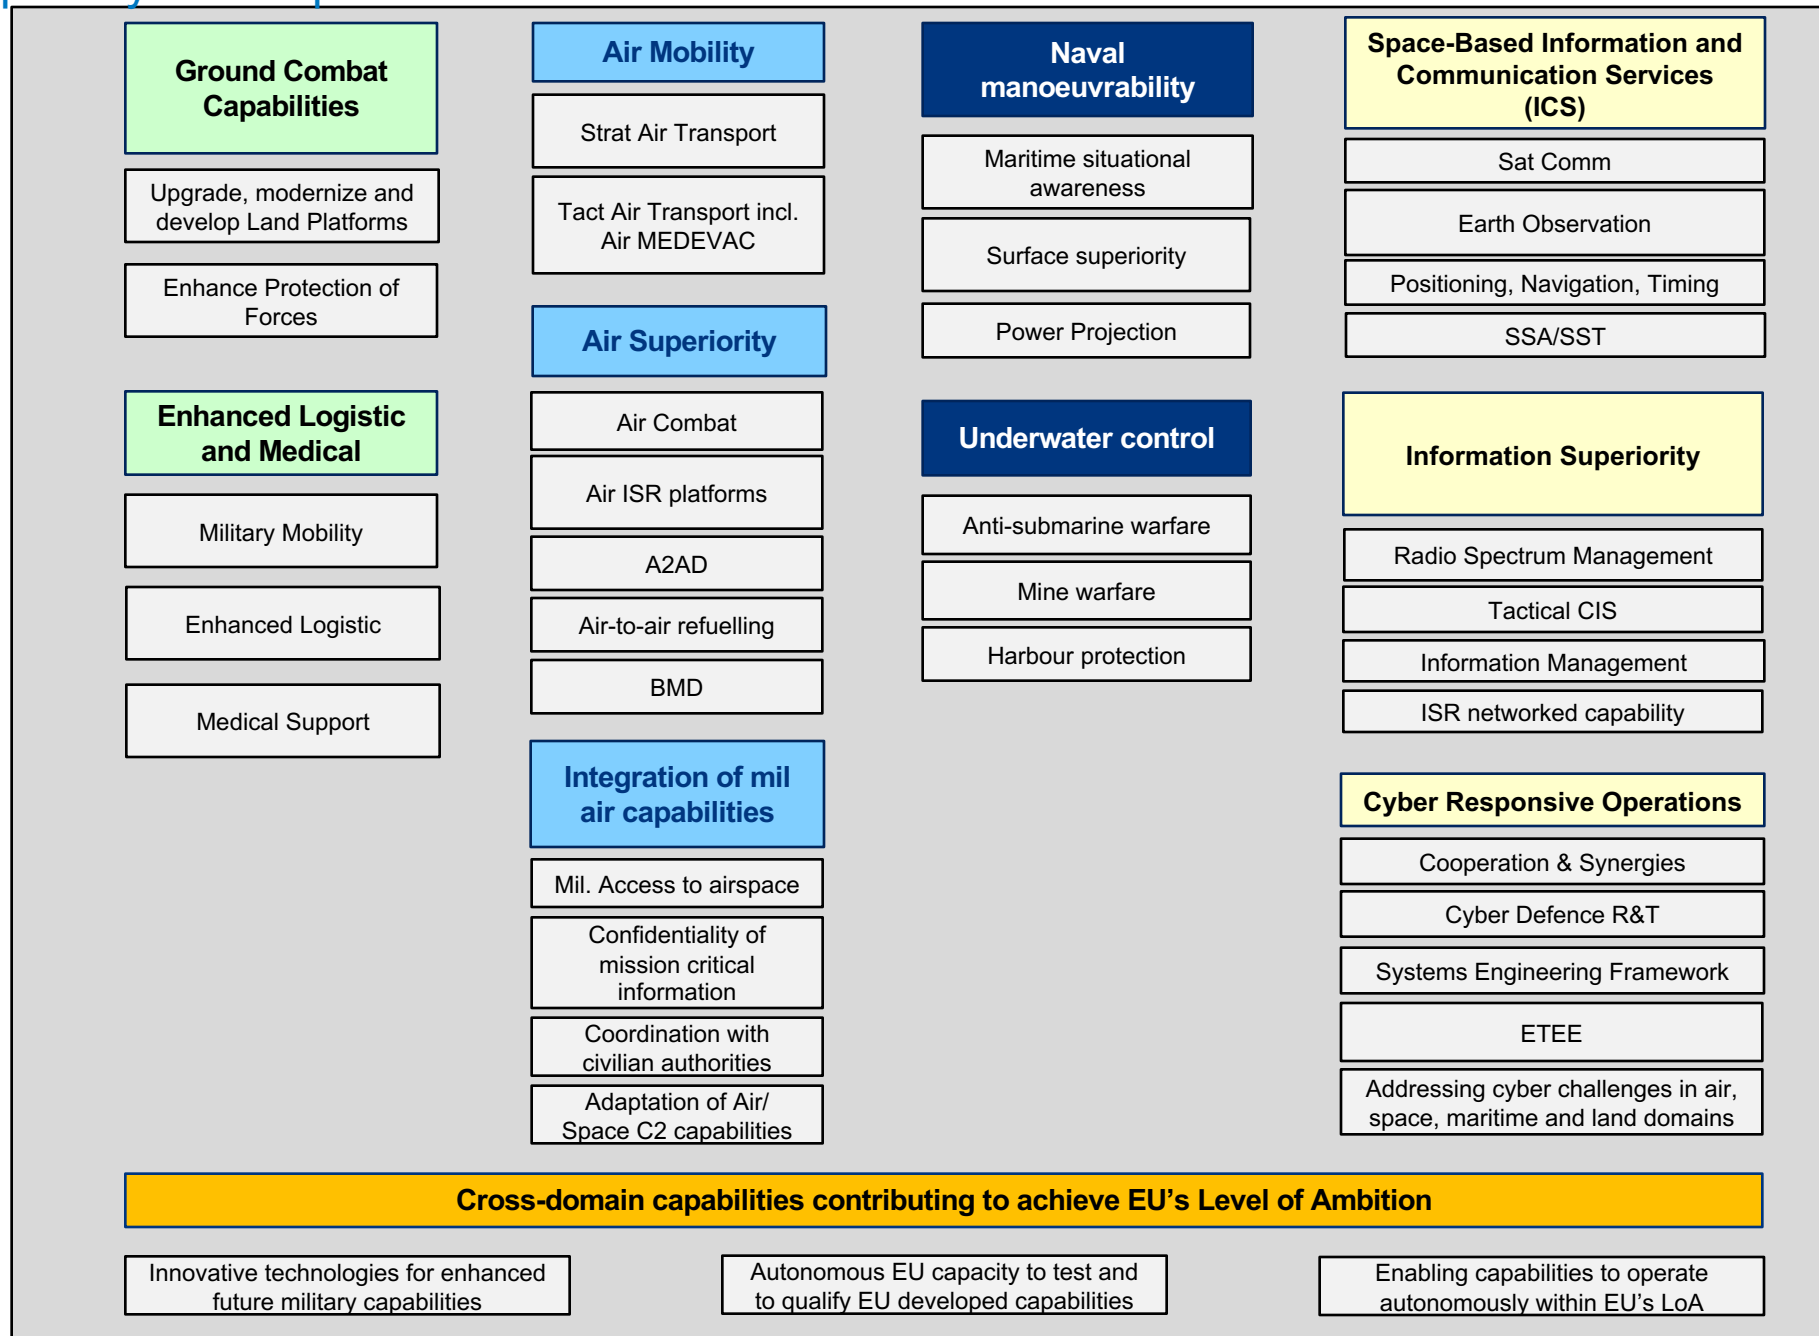 Ground Combat
Capabilities
Upgrade, modernize and
develop Land Platforms
Enhance Protection of
Forces
Enhanced Logistic
and Medical
Military Mobility
Enhanced Logistic
Medical Support
Air Mobility
Strat Air Transport
Tact Air Transport incl.
Air MEDEVAC
Air Superiority
Air Combat
Air ISR platforms
A2AD
Air-to-air refuelling
BMD
Integration of mil
air capabilities
Mil. Access to airspace
Confidentiality of
mission critical
information
Coordination with
civilian authorities
Adaptation of Air/
Space C2 capabilities
Naval
manoeuvrability
Maritime situational
awareness
Surface superiority
Power Projection
Underwater control
Anti-submarine warfare
Mine warfare
Harbour protection
Space-Based Information and
Communication Services
(ICS)
Sat Comm
Earth Observation
Positioning, Navigation, Timing
SSA/SST
Information Superiority
Radio Spectrum Management
Tactical CIS
Information Management
ISR networked capability
Cyber Responsive Operations
Cooperation & Synergies
Cyber Defence R&T
Systems Engineering Framework
ETEE
Addressing cyber challenges in air,
space, maritime and land domains
Cross-domain capabilities contributing to achieve EU’s Level of Ambition
Innovative technologies for enhanced
future military capabilities
Autonomous EU capacity to test and
to qualify EU developed capabilities
Enabling capabilities to operate
autonomously within EU’s LoA